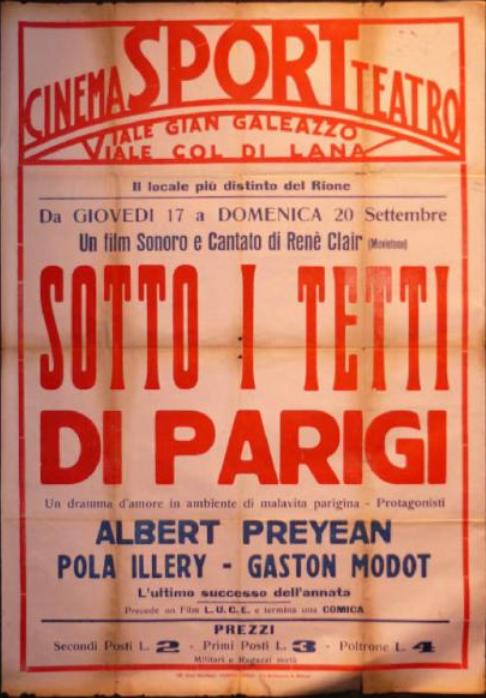 CINEMA SPORT TEATRO
VIALE GIAN GALEAZZO
VIALE COL DI LANA
Il locale più distinto del Rione
Da GIOVEDI 17 a DOMENICA 20 Settembre
Un film Sonoro e Cantato di Renè Clair (Movietone)
SOTTO I TETTI
DI PARIGI
Un dramma d'amore in ambiente di malavita parigina - Protagonisti
ALBERT PREYEAN
POLA ILLERY - GASTON MODOT
L'ultimo successo dell'annata
Precede un Film L.U.C.E. e termina una COMICA
PREZZI
Secondi Posti L. 2 - Primi Posti L. 3 - Poltrone L. 4
Militari e Ragazzi metà